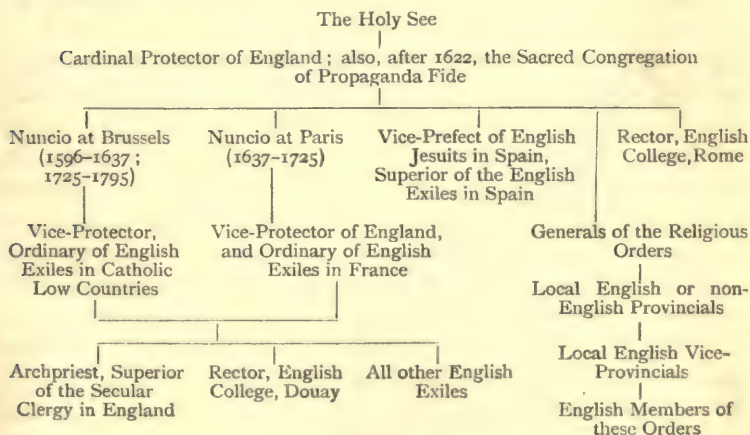 The Holy See
Cardinal Protector of England; also, after 1622, the Sacred Congregation
of Propaganda Fide
Nuncio at Brussels
(1596–1637;
1725–1795)
Nuncio at Paris
(1637–1725)
Vice-Prefect of English
Jesuits in Spain,
Superior of the English
Exiles in Spain
Rector, English
College, Rome
Vice-Protector,
Ordinary of English
Exiles in Catholic
Low Countries
Vice-Protector of England,
and Ordinary of English
Exiles in France
Generals of the Religious
Orders
Local English or non-
English Provincials
Local English Vice-
Provincials
English Members of
these Orders
Archpriest, Superior
of the Secular
Clergy in England
Rector, English
College, Douay
All other English
Exiles